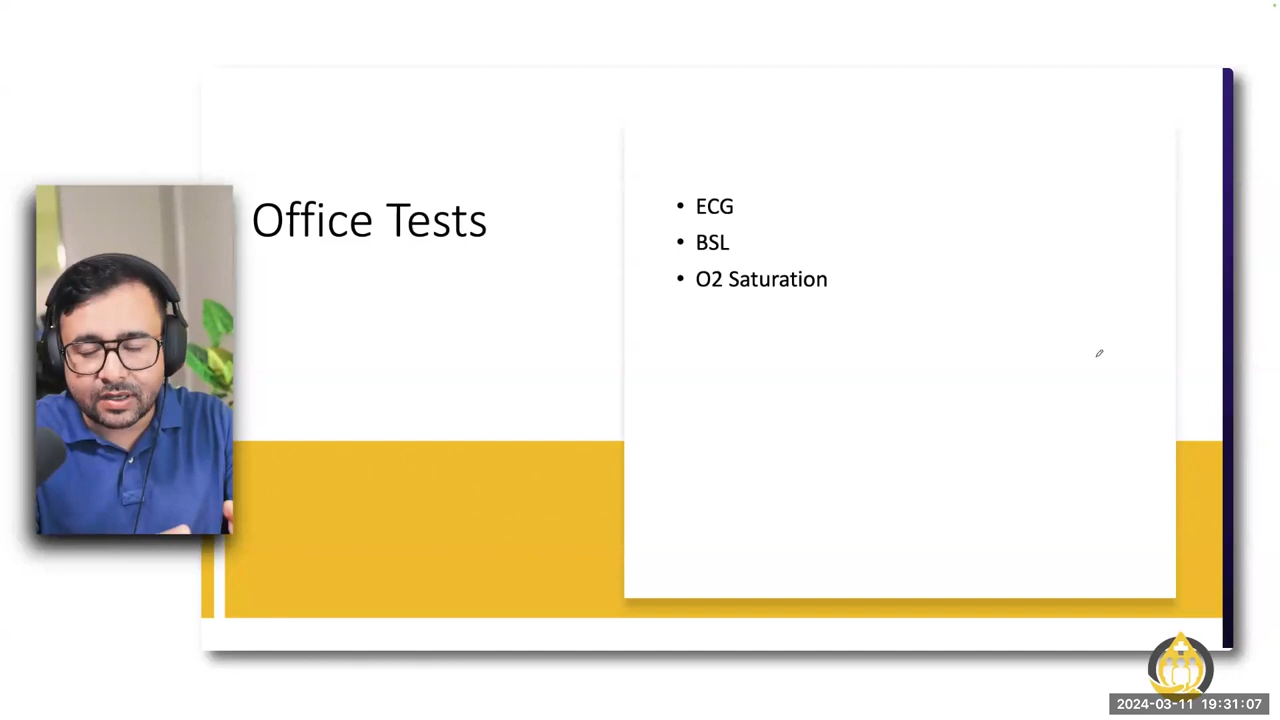 Office Tests
ECG
BSL
O2 Saturation
2024-03-11 19:31:07